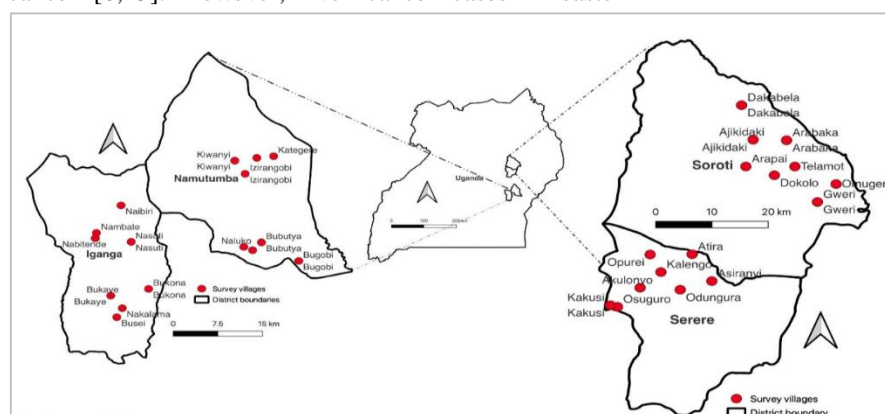 Dakabela
Dakabela
Ajikidaki
Ajikidaki
Arabaka
Arabaka
Soroti
Arapai
Telamot
Dokolo
Omugen
Gweri
Gweri
0 10 20 km
Kiwanyi
Kiwanyi
Kategere
Izirangobi
Izirangobi
Namutumba
Uganda
Naibiri
Nambale
Nabitende
Nasuti
Nasuti
Iganga
Naluko
Bubutya
Bubutya
Bugobi
Bugobi
Bukaye
Bukaye
Bukona
Bukona
Nakalama
Busei
Survey villages
District boundaries
0 7.5 15 km
Atira
Opurei
Kalengo
Asiranyi
Akulonyo
Kakusi
Kakusi
Osuguro
Odungura
Serere
Survey villages
District boundary